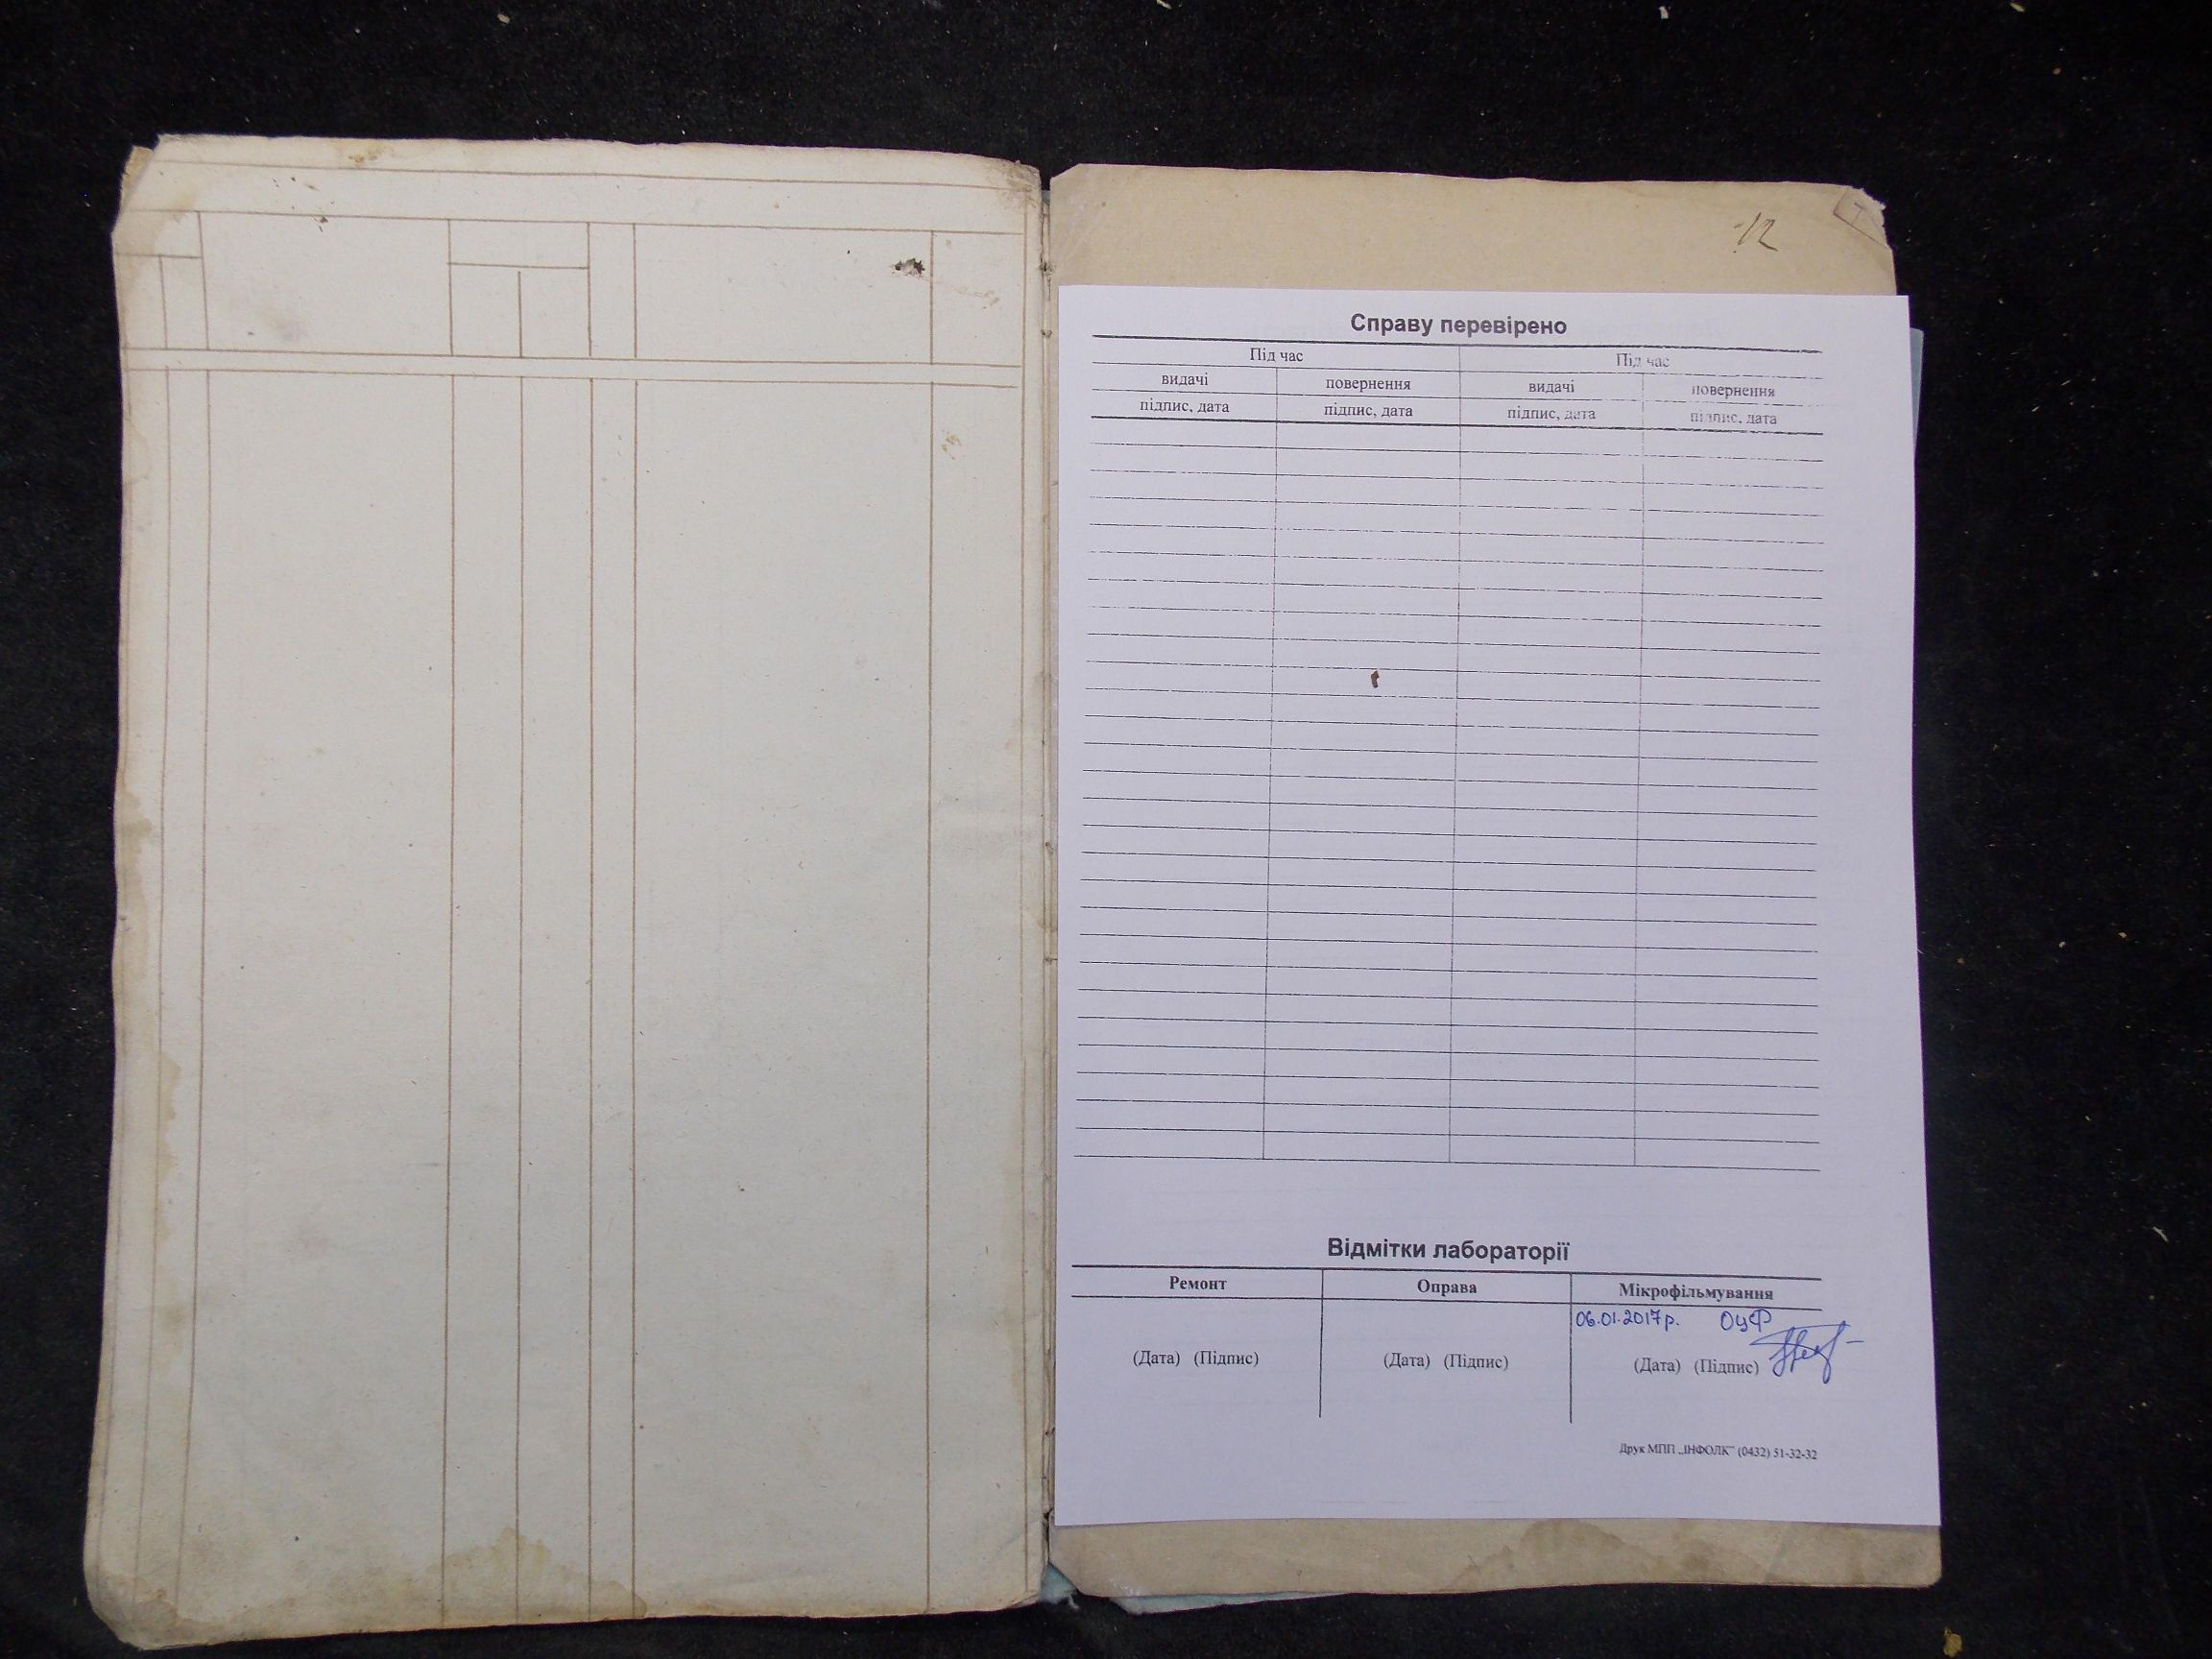 12
Справу перевірено
Під час Під час
видачі повернення видачі повернення
підпис, дата підпис, дата підпис, дата підпис, дата
Відмітки лабораторії
Ремонт Оправа Мікрофільмування
06.01.2017р. ОцФ
(Дата) (Підпис) (Дата) (Підпис) (Дата) (Підпис)
Друк МПП „ІНФОЛК" (0432) 51-32-32